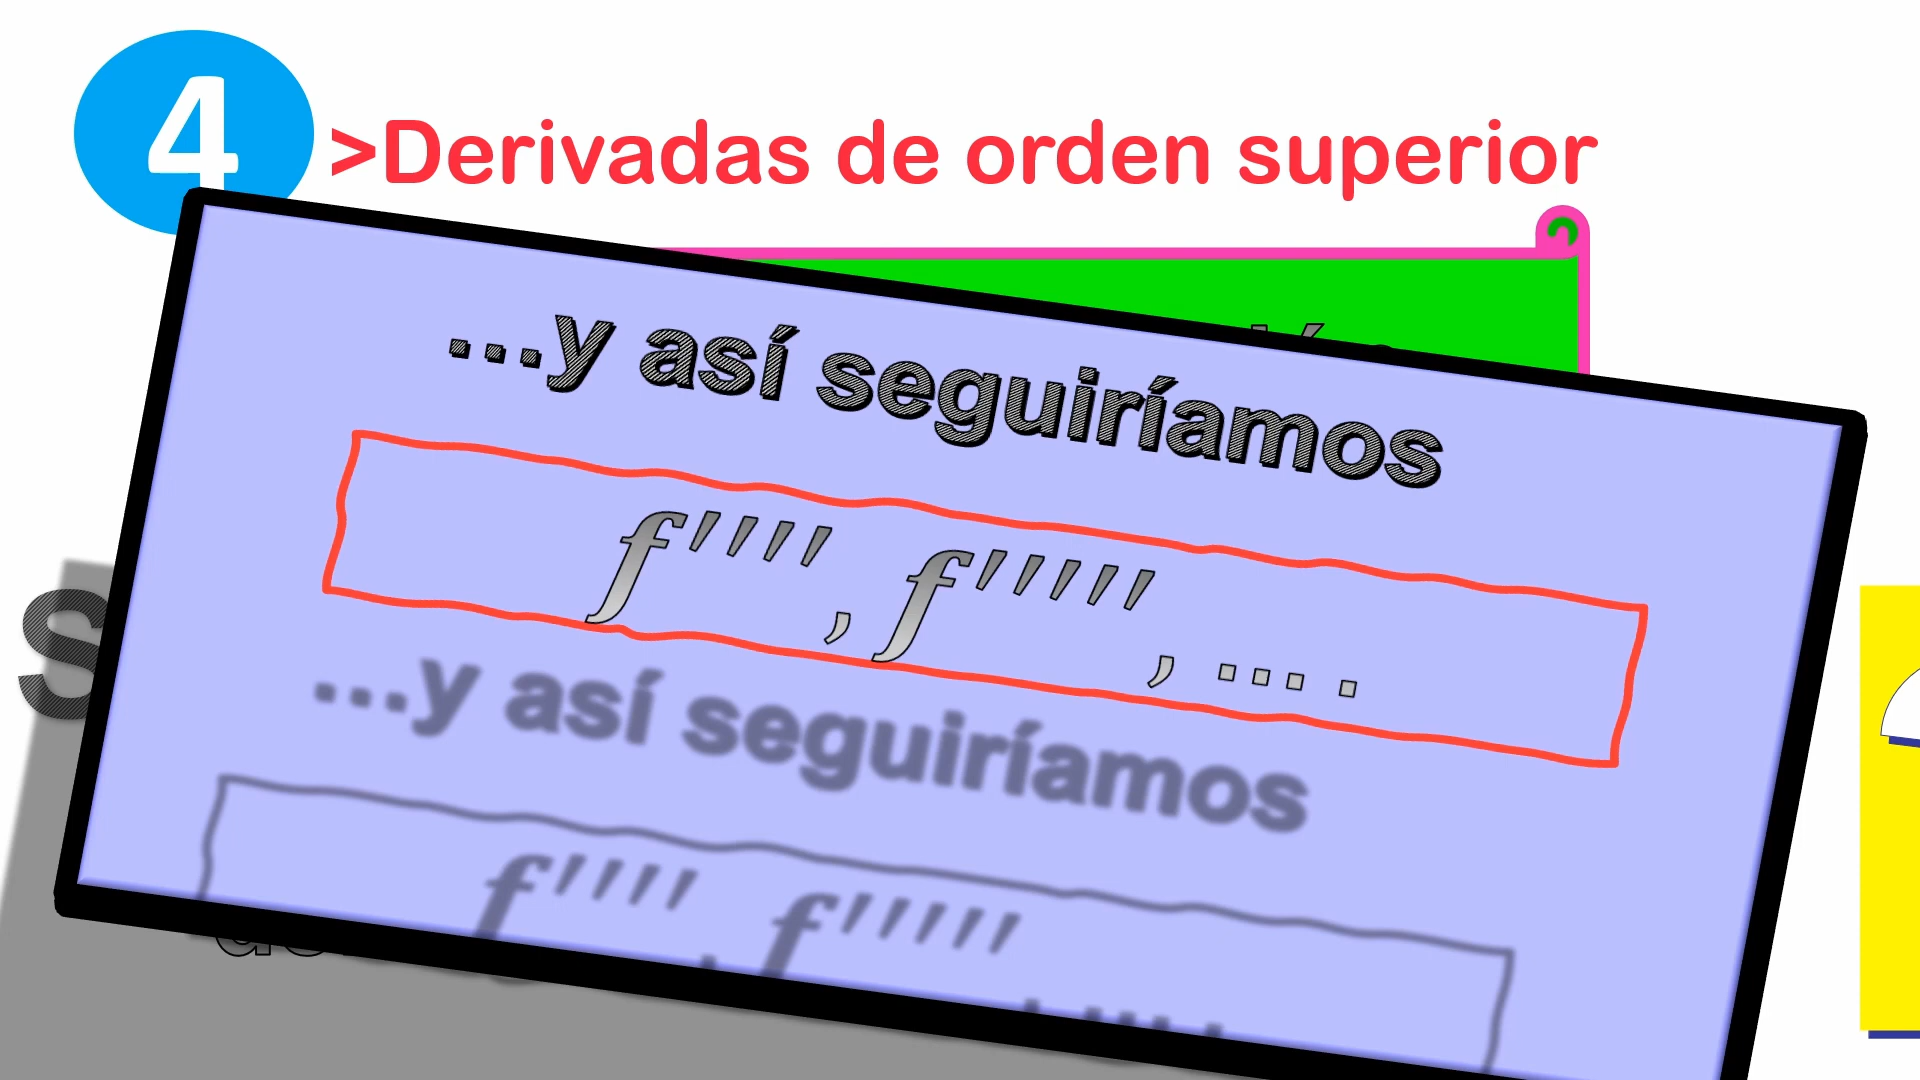 4
>Derivadas de orden superior
...y así seguiríamos
f'''', f''''', ... .
...y así seguiríamos
f'''' f'''''